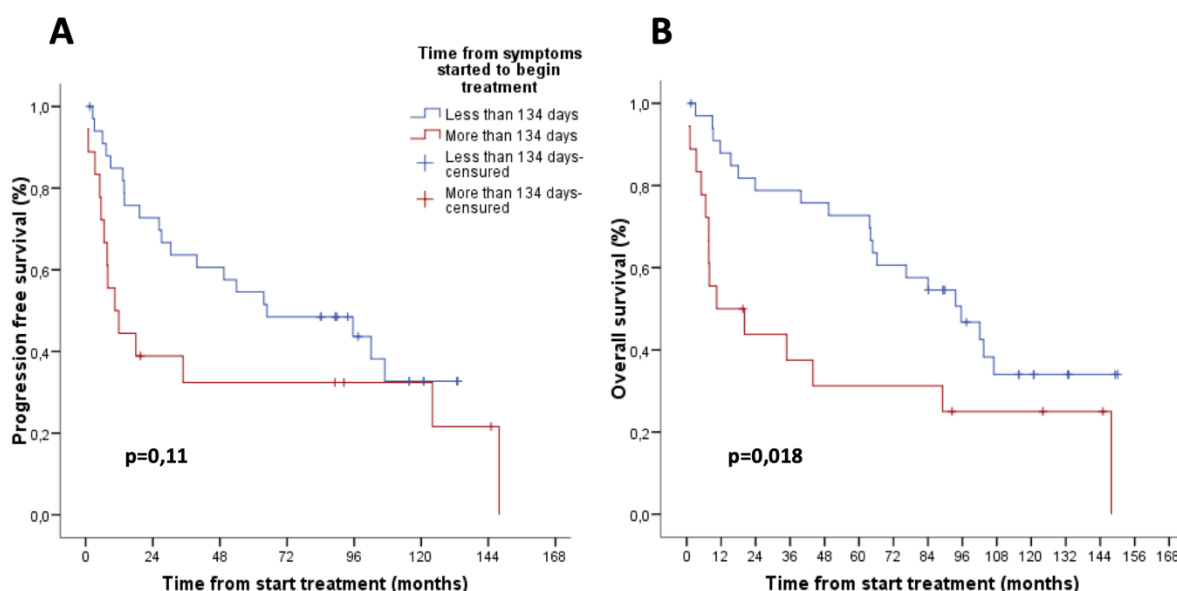 A
Time from symptoms
started to begin
treatment
Less than 134 days
More than 134 days
Less than 134 days-
censured
More than 134 days-
censured
Progression free survival (%)
1,0
0,8
0,6
0,4
0,2
0,0
p=0,11
0 24 48 72 96 120 144 168
Time from start treatment (months)
B
Overall survival (%)
1,0
0,8
0,6
0,4
0,2
0,0
p=0,018
0 12 24 36 48 60 72 84 96 108 120 132 144 156 168
Time from start treatment (months)